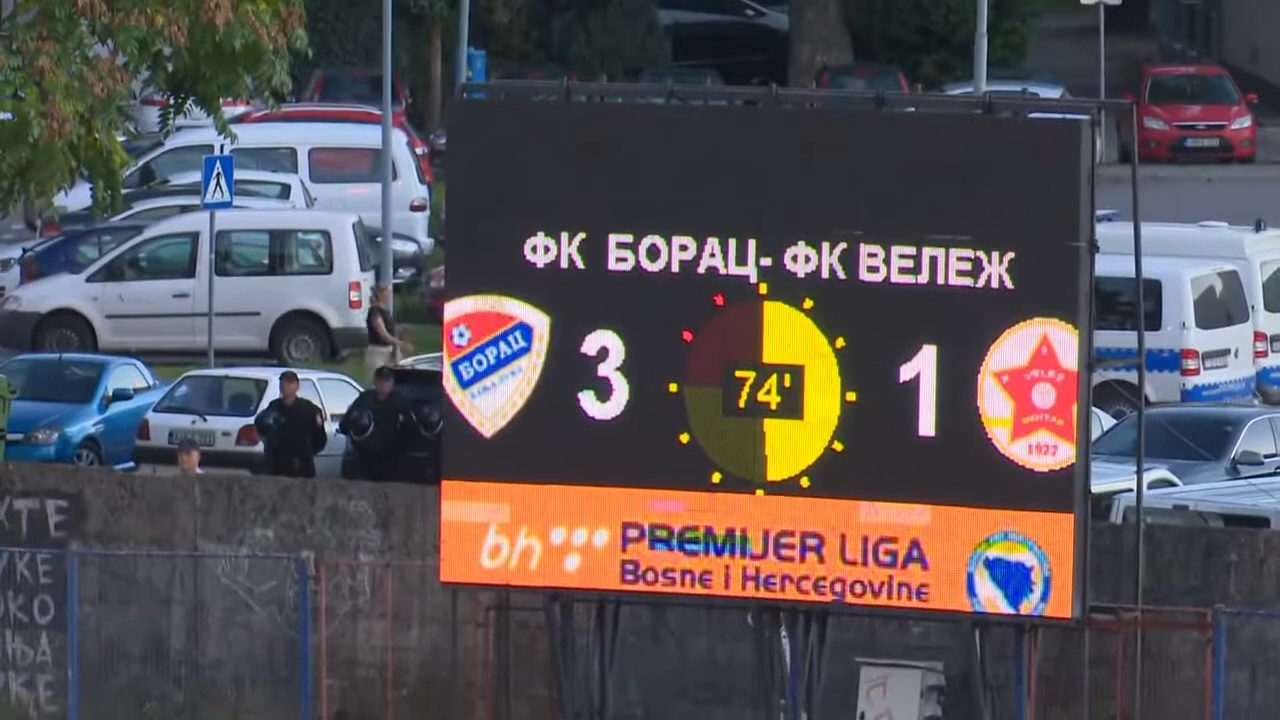 ФК БОРАЦ- ФК ВЕЛЕЖ
БОРАЦ
3
74'
1
1922
bh
PREMIJER LIGA
Bosne i Hercegovine